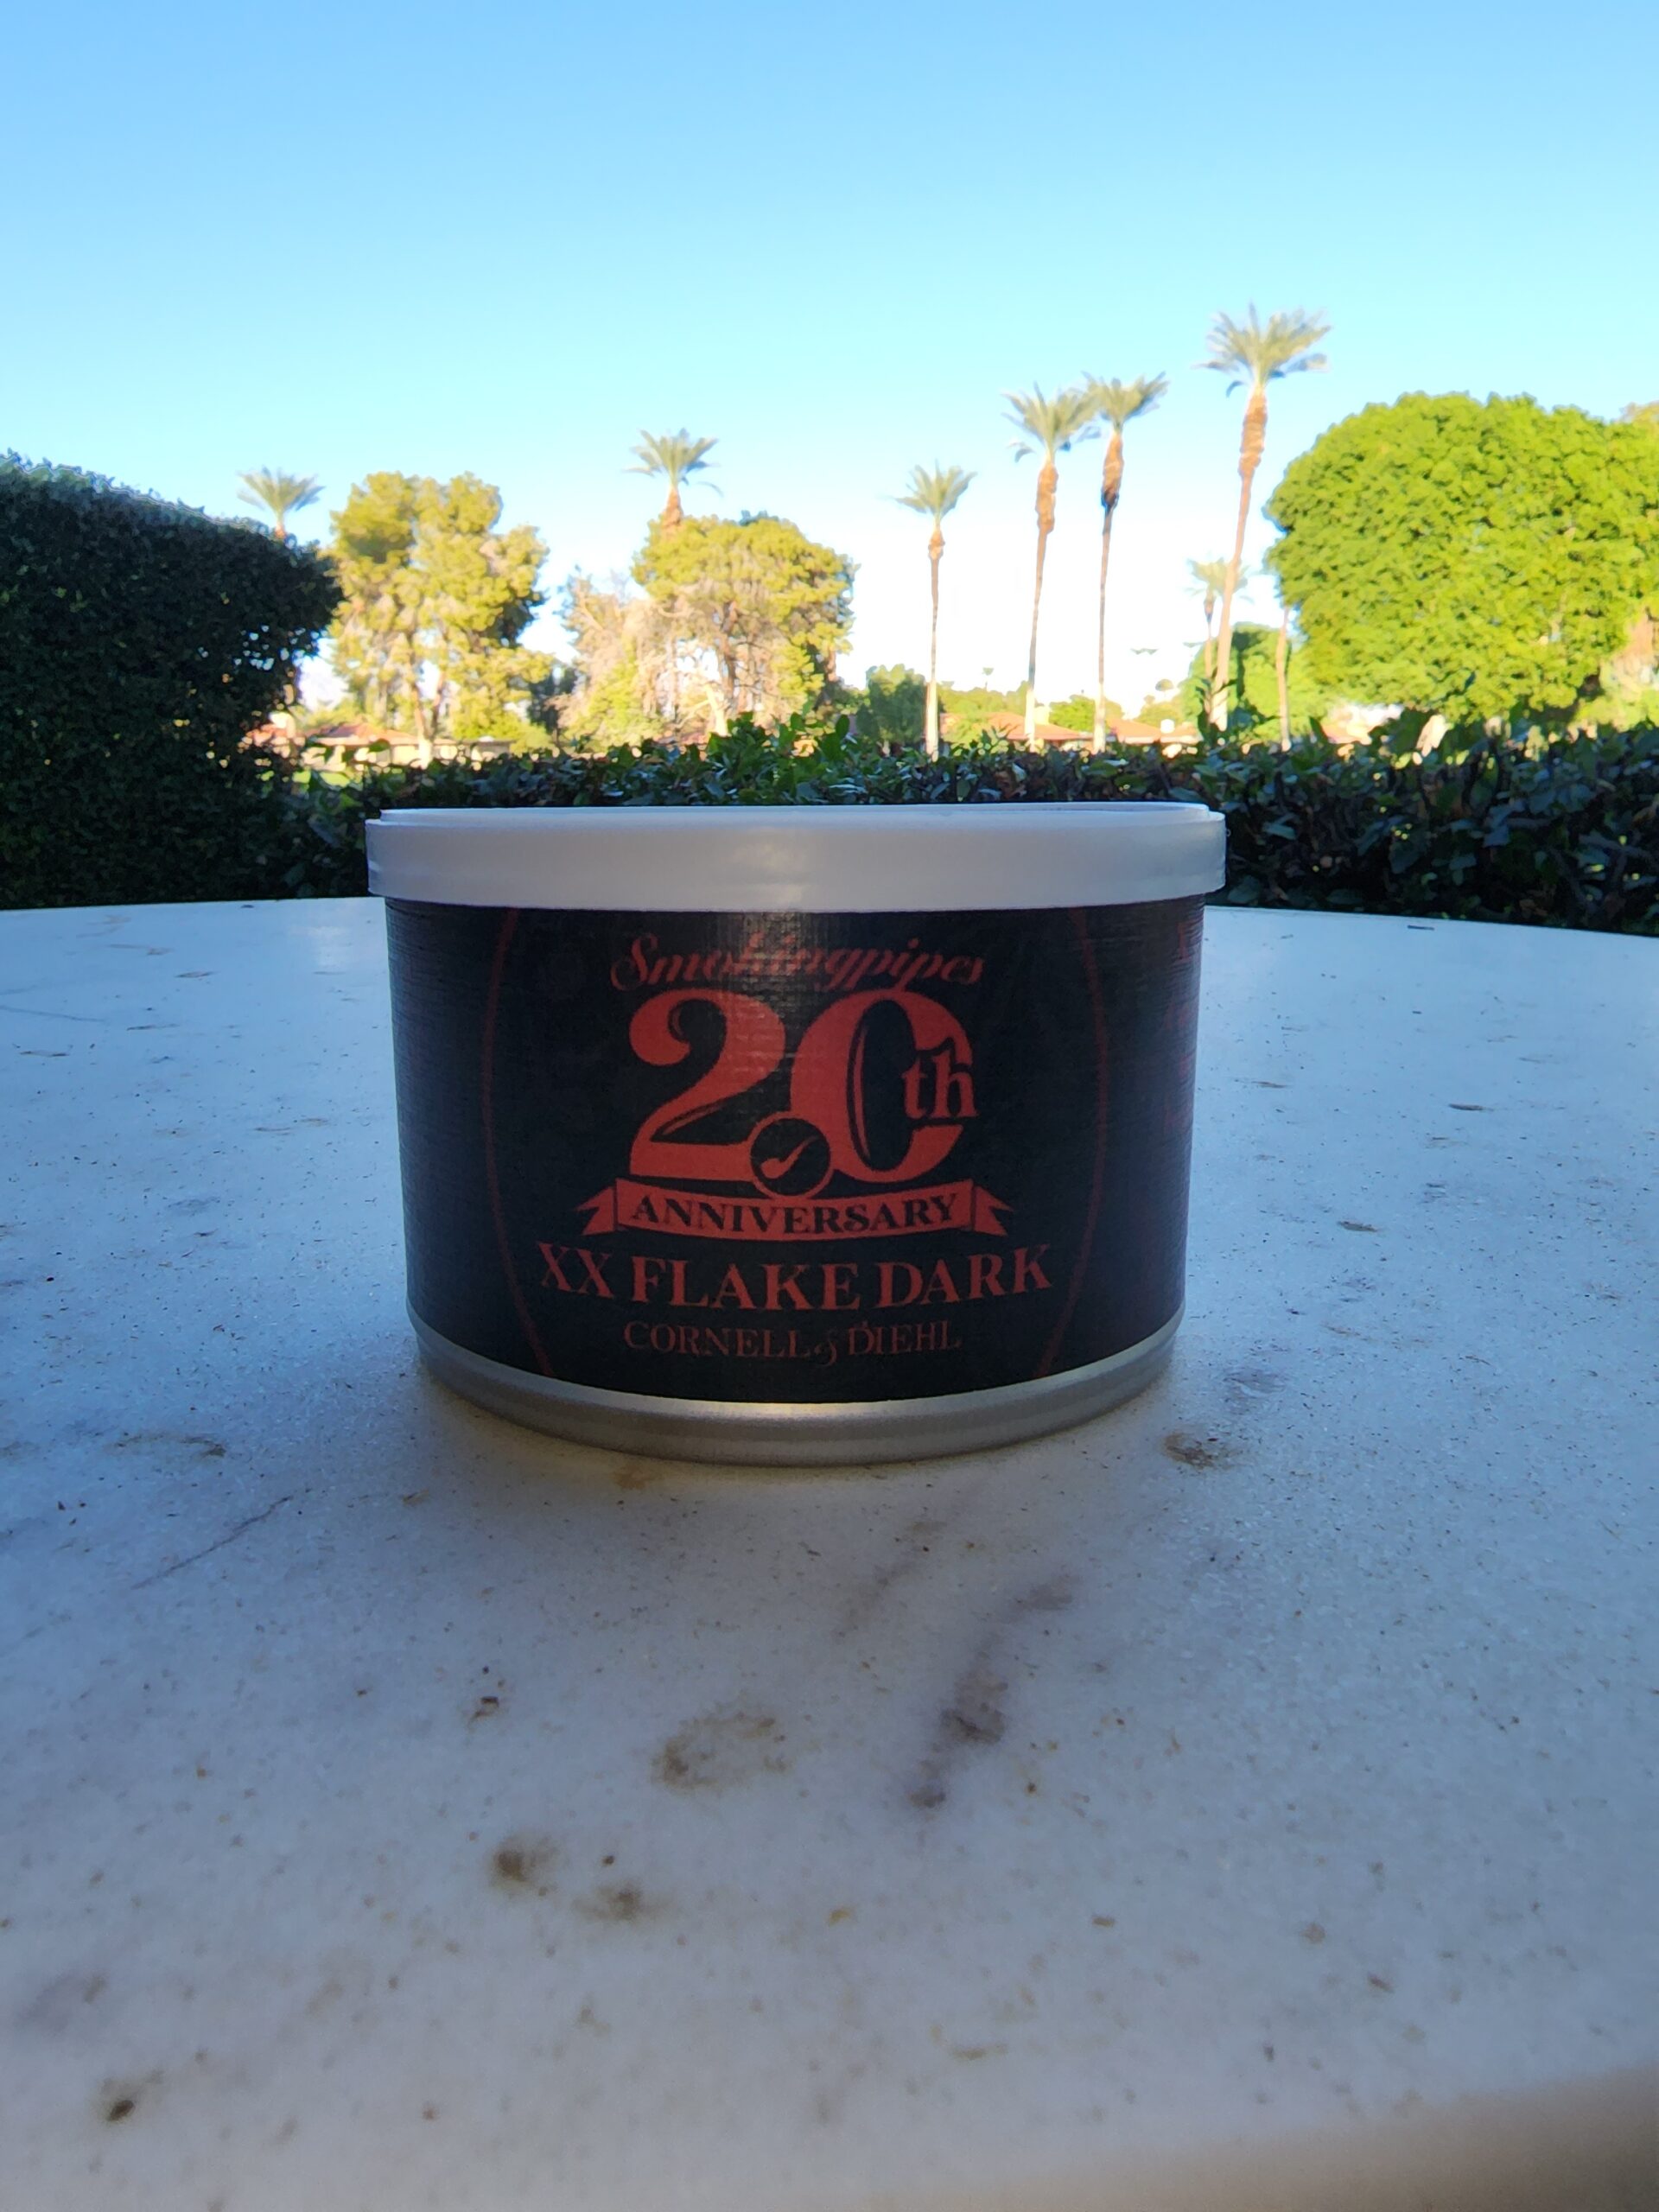 Smokingpipes
20th
ANNIVERSARY
XX FLAKE DARK
CORNELL & DIEHL